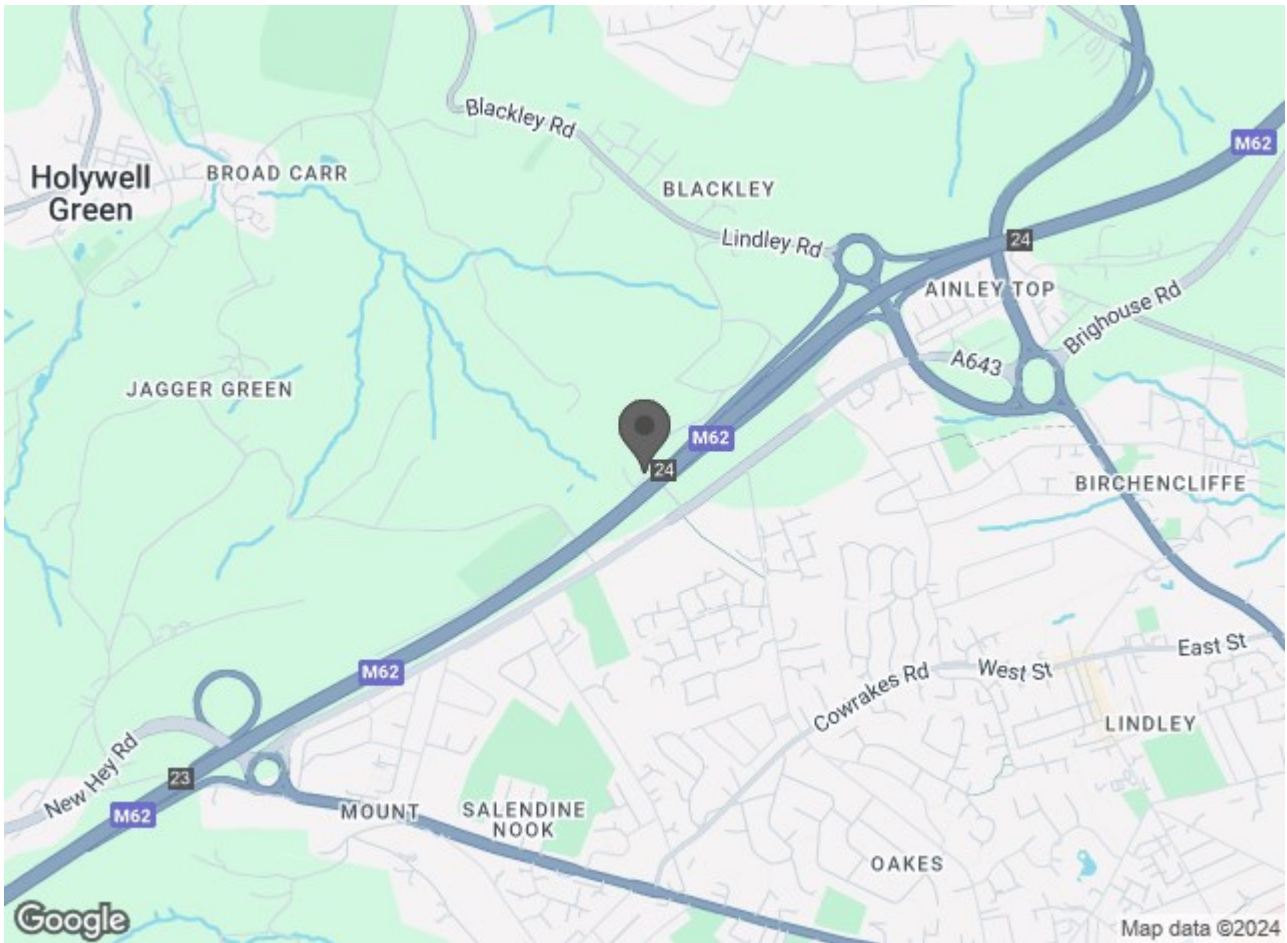 Blackley Rd
M62
Holywell
Green
BROAD CARR
BLACKLEY
Lindley Rd
24
AINLEY TOP
Brighouse Rd
A643
JAGGER GREEN
M62
24
BIRCHENCLIFFE
M62
Cowrakes Rd
West St
East St
LINDLEY
New Hey Rd
23
M62
MOUNT
SALENDINE
NOOK
OAKES
Google
Map data ©2024